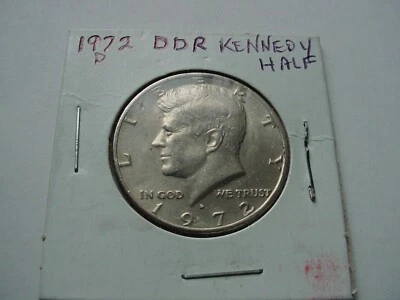 1972 DDR KENNEDY
D HALF
LIBERTY
IN GOD WE TRUST
D
1972